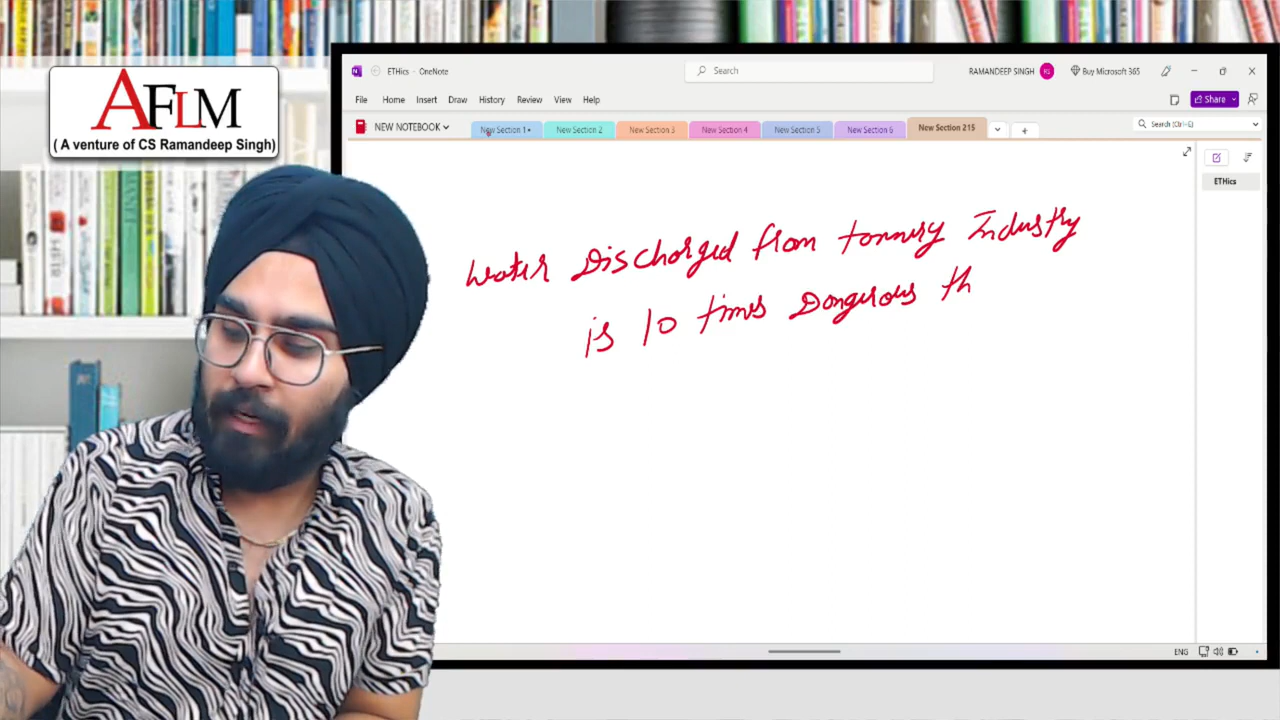 AFLM
( A venture of CS Ramandeep Singh)
ETHics - OneNote
Search
RAMANDEEP SINGH
RS
Buy Microsoft 365
File Home Insert Draw History Review View Help
Share
NEW NOTEBOOK
New Section 1
New Section 2
New Section 3
New Section 4
New Section 5
New Section 6
New Section 215
Search (Ctrl+E)
ETHics
Water Discharged from tannery Industry
is 10 times Dangerous th
ENG